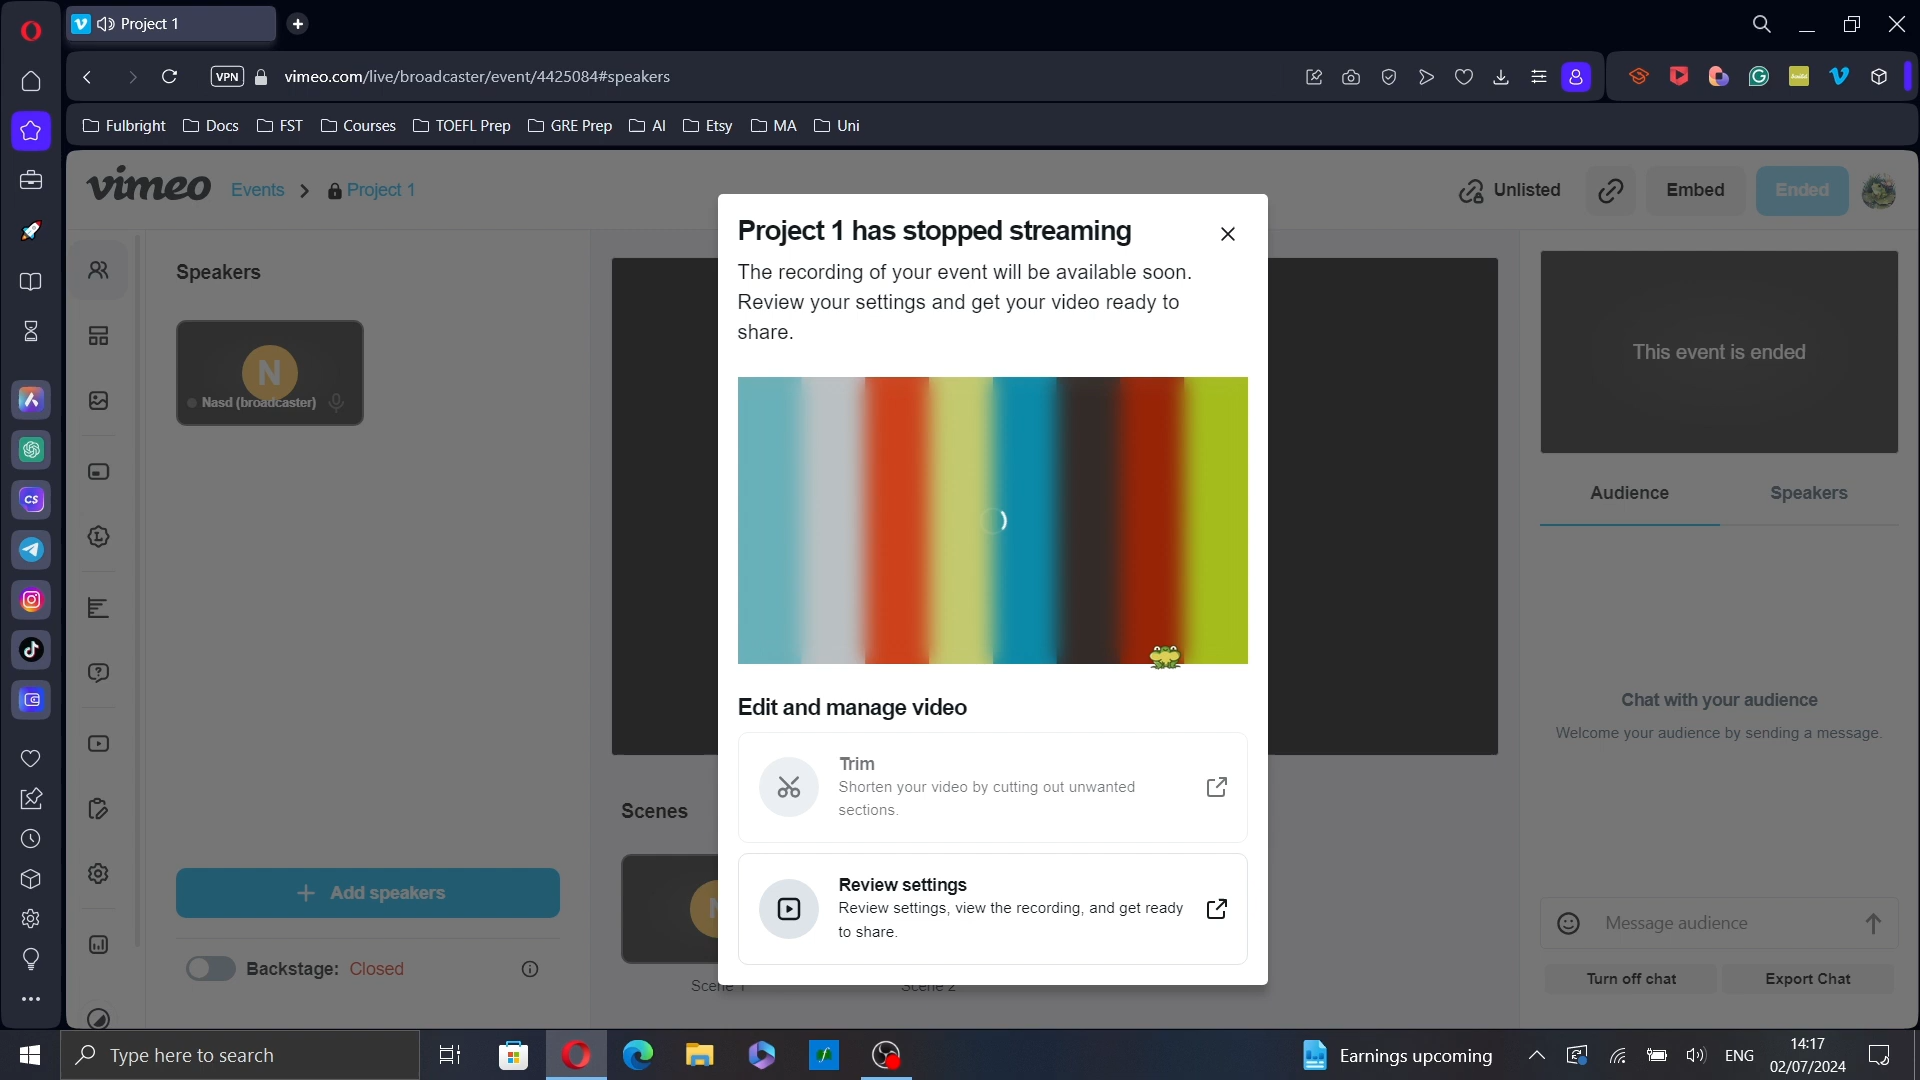 Project 1
VPN
vimeo.com/live/broadcaster/event/4425084#speakers
Fulbright
Docs
FST
Courses
TOEFL Prep
GRE Prep
AI
Etsy
MA
Uni
vimeo
Events
Project 1
Unlisted
Embed
Ended
Speakers
N
Nasd (broadcaster)
Add speakers
Backstage: Closed
Project 1 has stopped streaming
The recording of your event will be available soon.
Review your settings and get your video ready to
share.
Edit and manage video
Trim
Shorten your video by cutting out unwanted
sections.
Review settings
Review settings, view the recording, and get ready
to share.
Scenes
Scene 1
Scene 2
This event is ended
Audience
Speakers
Chat with your audience
Welcome your audience by sending a message.
Message audience
Turn off chat
Export Chat
CS
Type here to search
Earnings upcoming
ENG
14:17
02/07/2024